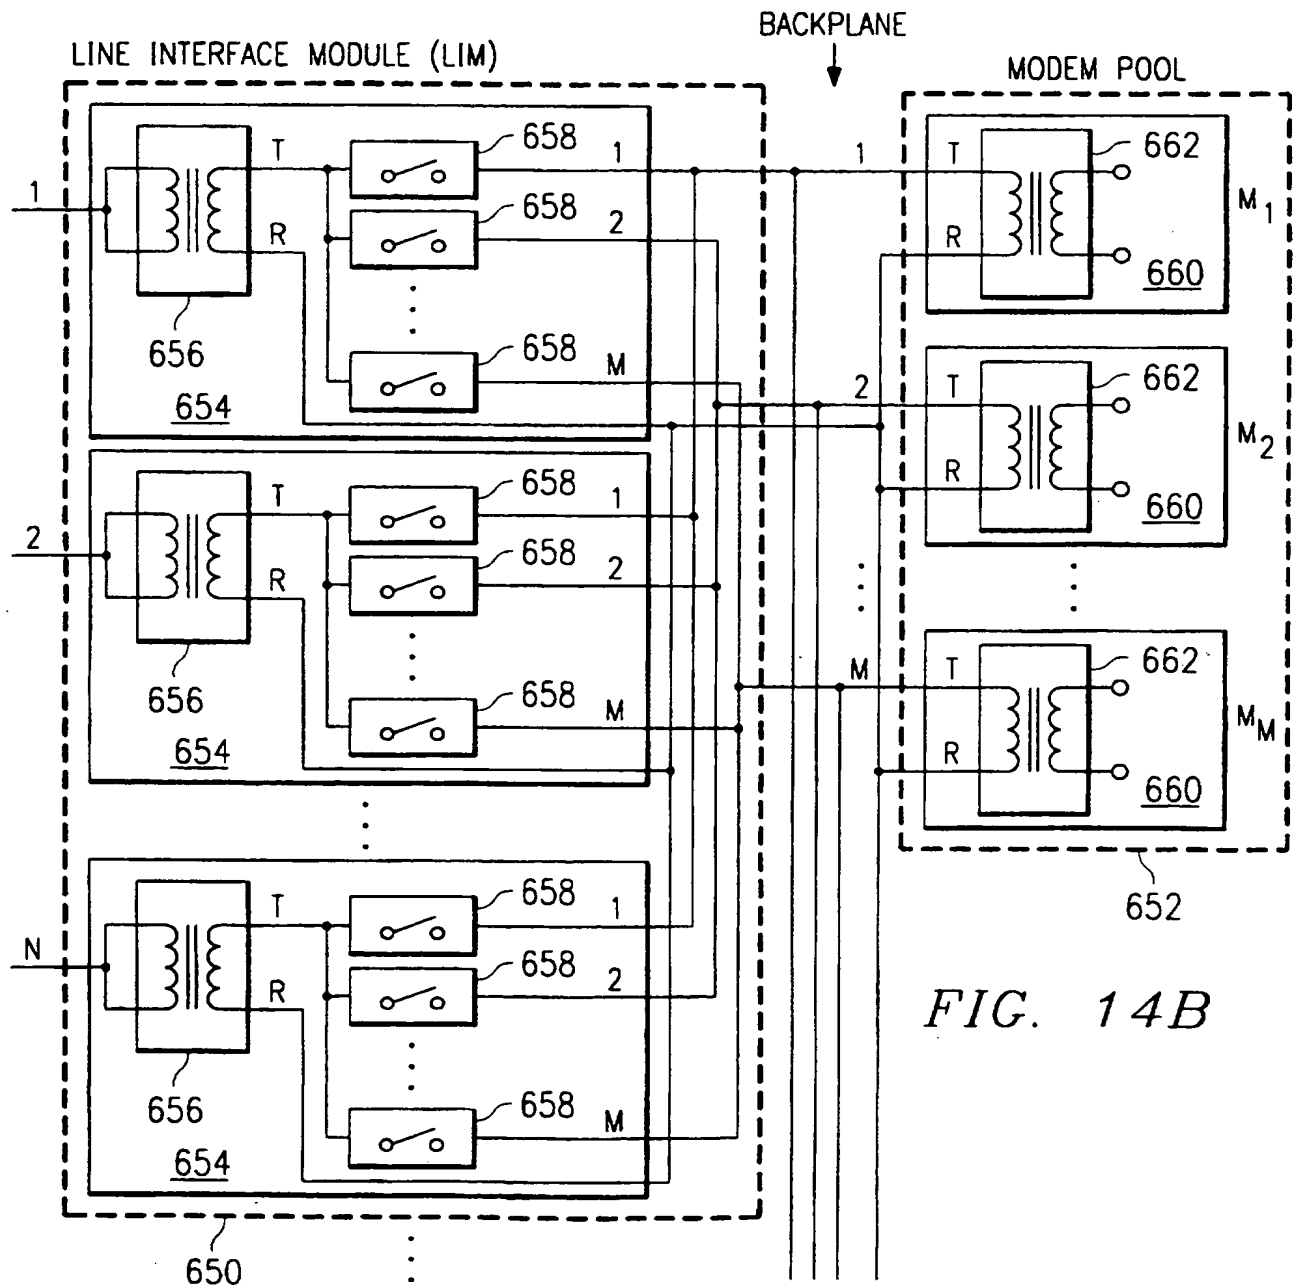 BACKPLANE
LINE INTERFACE MODULE (LIM)
MODEM POOL
1
T
R
656
654
658
1
658
2
658
M
2
T
R
656
654
658
1
658
2
658
M
N
T
R
656
654
658
1
658
2
658
M
650
1
T
R
662
660
M1
2
T
R
662
660
M2
M
T
R
662
660
MM
652
FIG. 14B